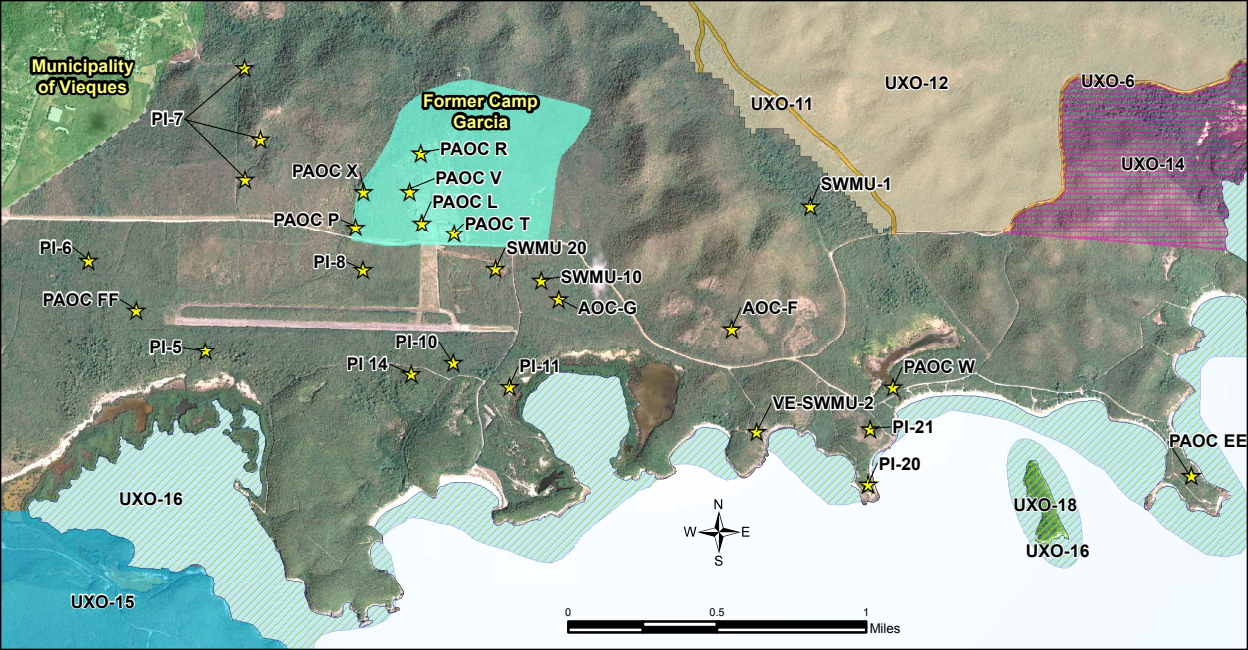 Municipality
of Vieques
PI-7
Former Camp
Garcia
PAOC R
PAOC X
PAOC V
PAOC L
PAOC P
PAOC T
UXO-11
UXO-12
UXO-6
UXO-14
SWMU-1
PI-6
PI-8
SWMU 20
SWMU-10
PAOC FF
AOC-G
AOC-F
PI-5
PI-10
PI 14
PI-11
PAOC W
VE-SWMU-2
PI-21
PAOC EE
PI-20
UXO-16
UXO-18
UXO-16
UXO-15
N
W
E
S
0
0.5
1
Miles